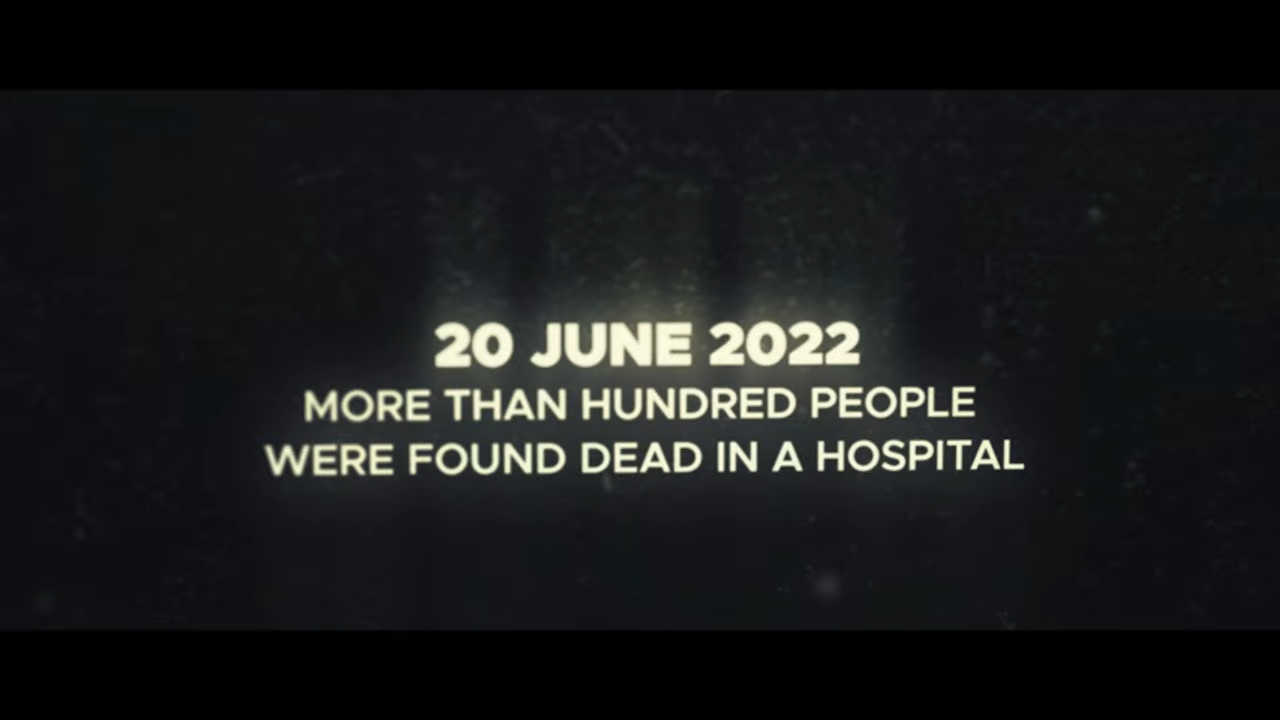 20 JUNE 2022
MORE THAN HUNDRED PEOPLE
WERE FOUND DEAD IN A HOSPITAL